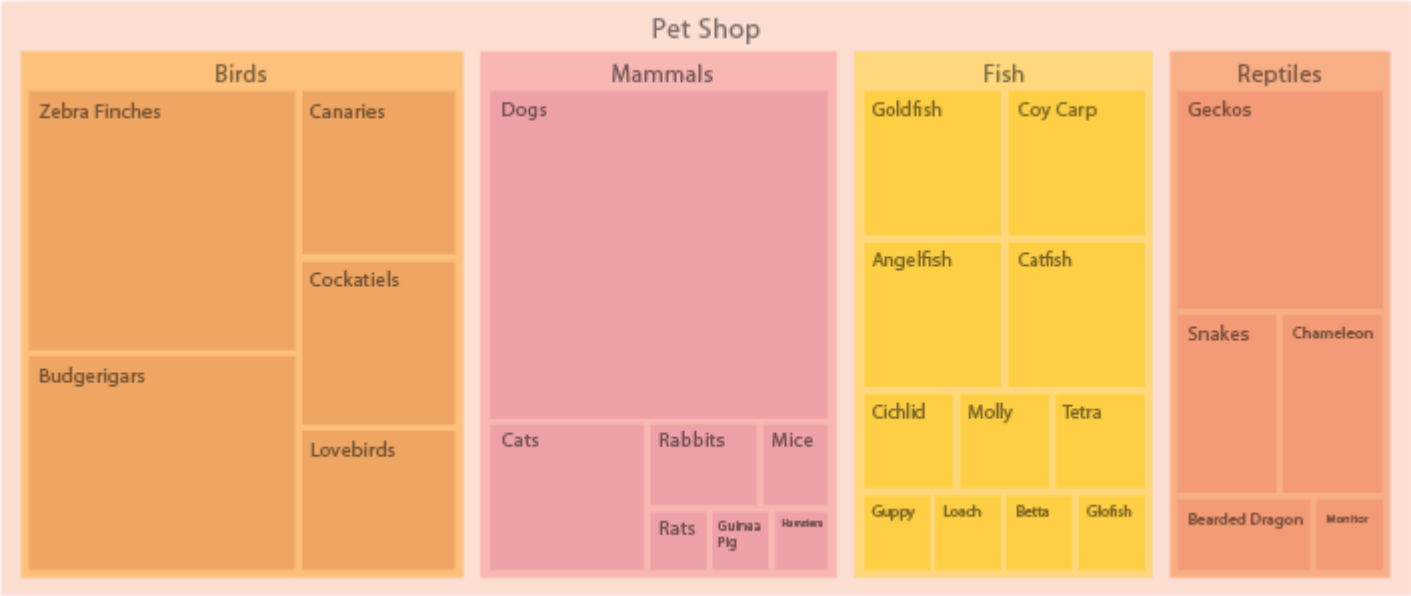 Pet Shop
Birds
Mammals
Fish
Reptiles
Zebra Finches
Canaries
Cockatiels
Budgerigars
Lovebirds
Dogs
Cats
Rabbits
Mice
Rats
Guinea
Pig
Hamsters
Goldfish
Coy Carp
Angelfish
Catfish
Cichlid
Molly
Tetra
Guppy
Loach
Betta
Glofish
Geckos
Snakes
Chameleon
Bearded Dragon
Monitor